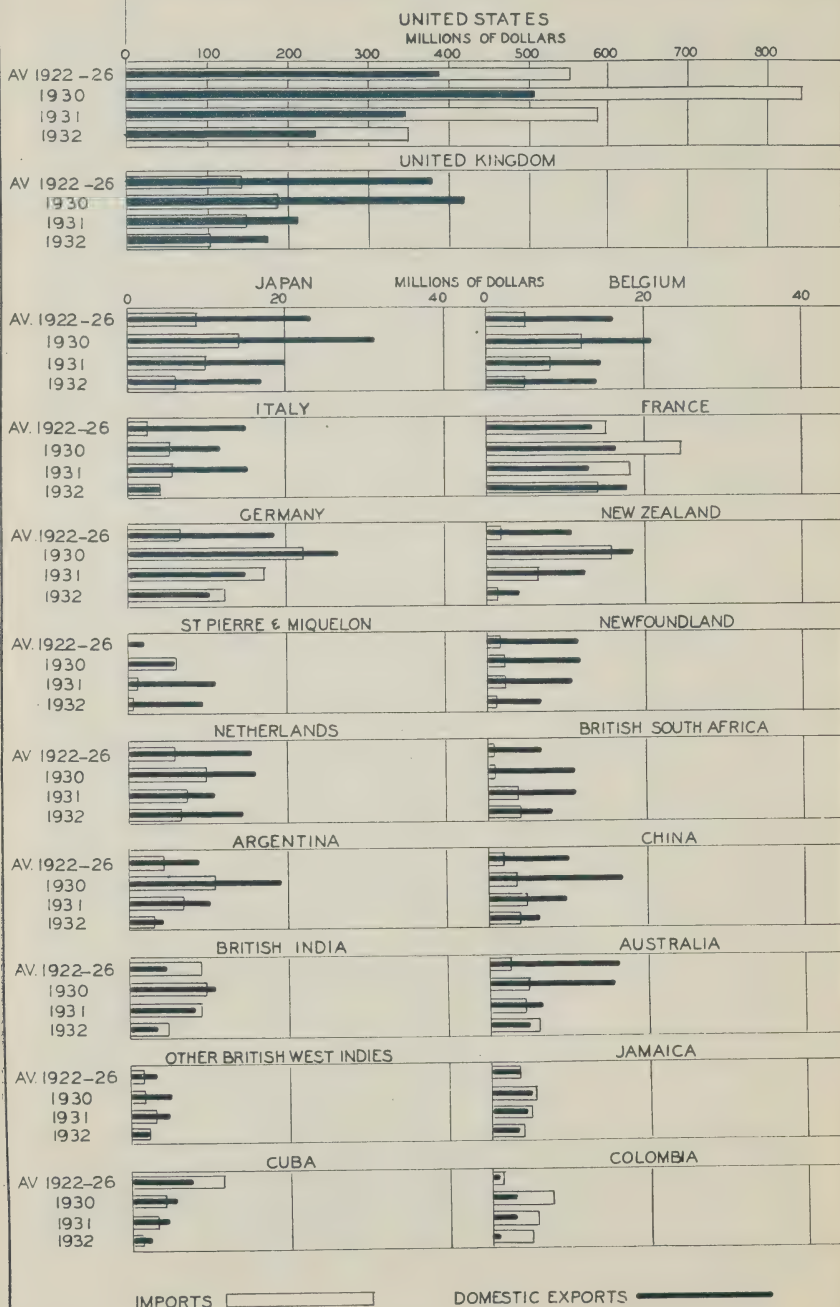 UNITED STATES
MILLIONS OF DOLLARS
0 100 200 300 400 500 600 700 800
AV 1922-26
1930
1931
1932
UNITED KINGDOM
AV 1922-26
1930
1931
1932
JAPAN MILLIONS OF DOLLARS BELGIUM
0 20 40 0 20 40
AV. 1922-26
1930
1931
1932
ITALY FRANCE
AV. 1922-26
1930
1931
1932
GERMANY NEW ZEALAND
AV. 1922-26
1930
1931
1932
ST PIERRE & MIQUELON NEWFOUNDLAND
AV. 1922-26
1930
1931
1932
NETHERLANDS BRITISH SOUTH AFRICA
AV 1922-26
1930
1931
1932
ARGENTINA CHINA
AV. 1922-26
1930
1931
1932
BRITISH INDIA AUSTRALIA
AV. 1922-26
1930
1931
1932
OTHER BRITISH WEST INDIES JAMAICA
AV. 1922-26
1930
1931
1932
CUBA COLOMBIA
AV 1922-26
1930
1931
1932
IMPORTS DOMESTIC EXPORTS